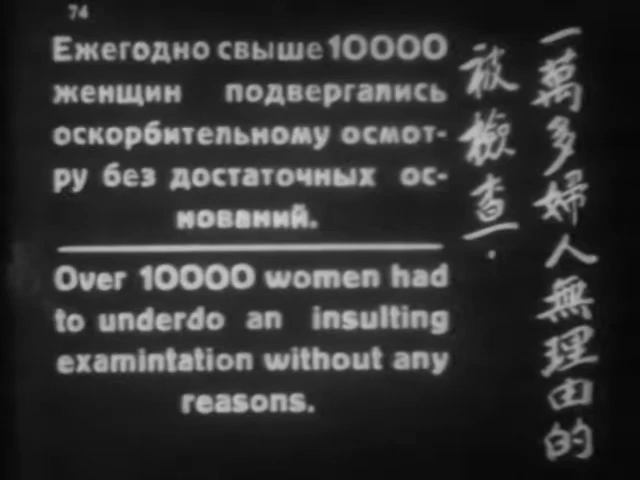 74
Ежегодно свыше 10000
женщин подвергались
оскорбительному осмот-
ру без достаточных ос-
нований.
Over 10000 women had
to underdo an insulting
examintation without any
reasons.
一萬多婦人無理由的
被檢查.